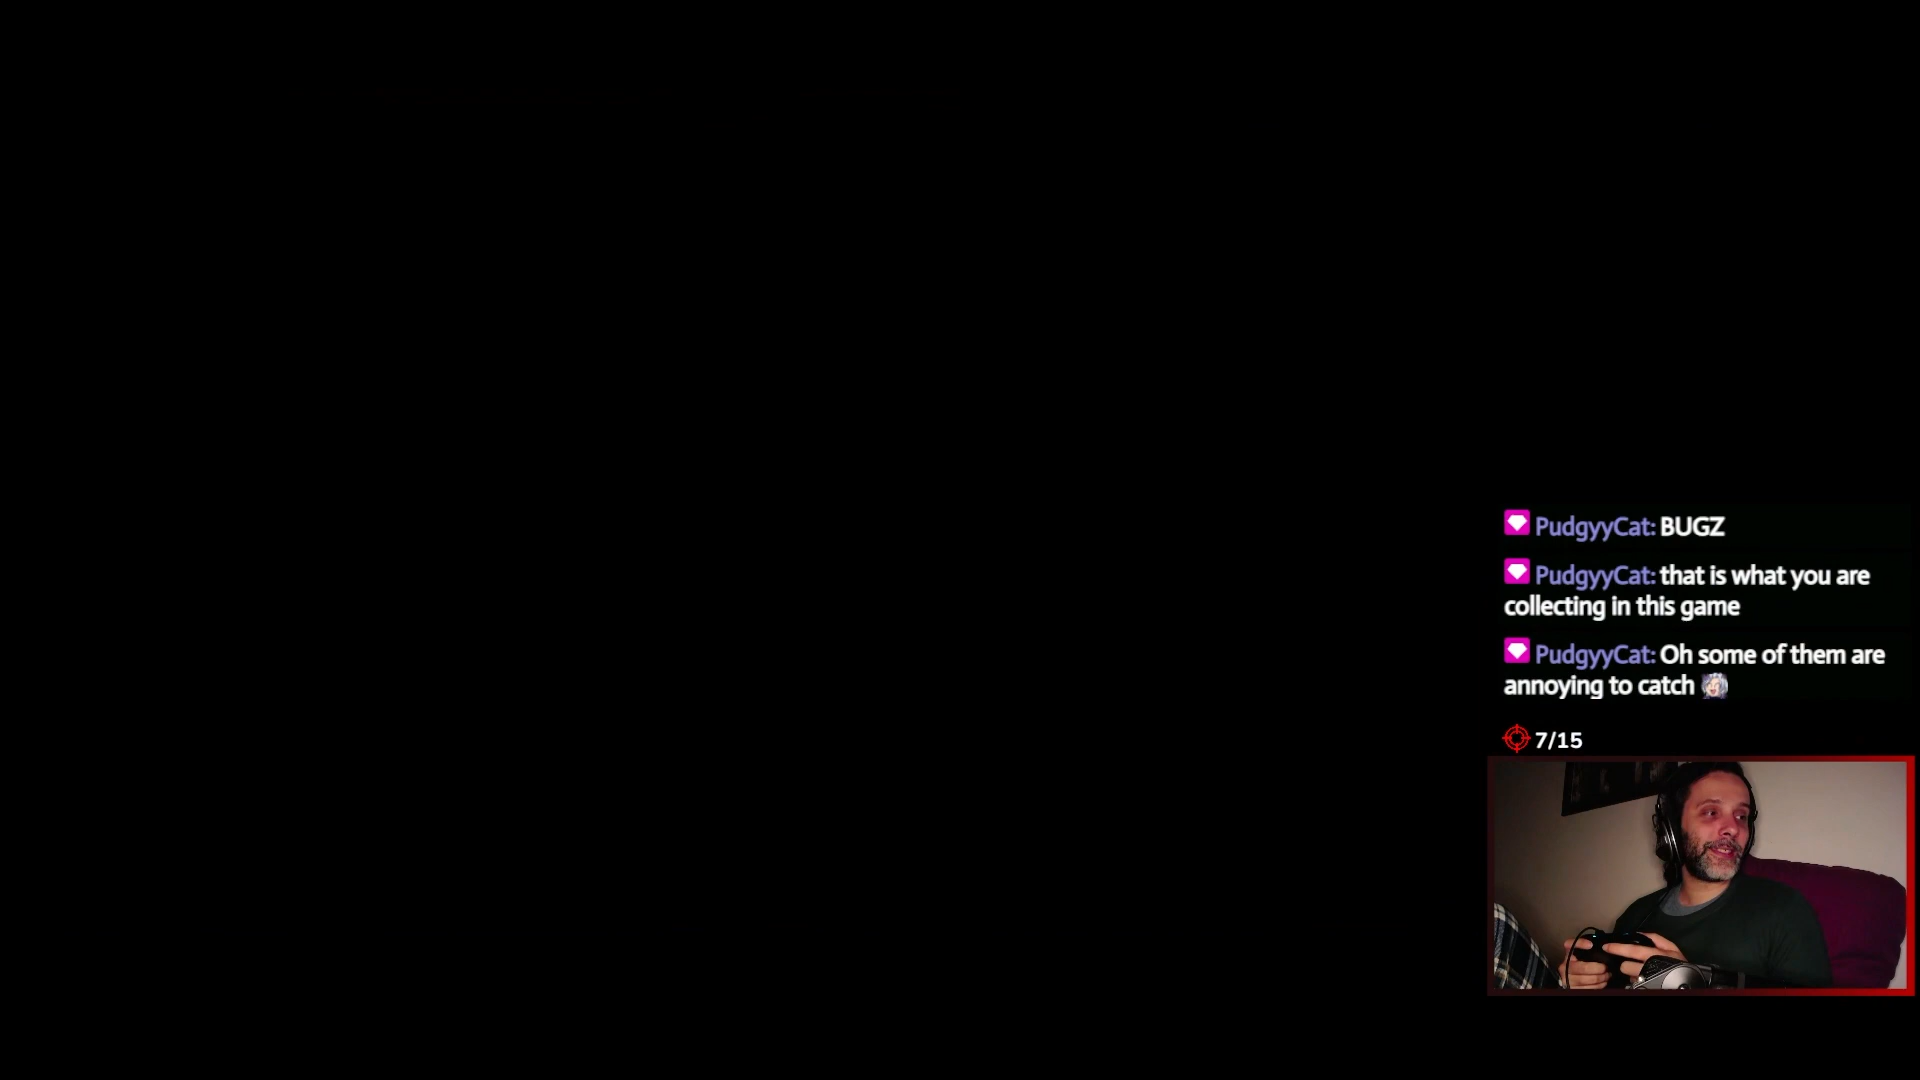 PudgyyCat: BUGZ
PudgyyCat: that is what you are
collecting in this game
PudgyyCat: Oh some of them are
annoying to catch
7/15